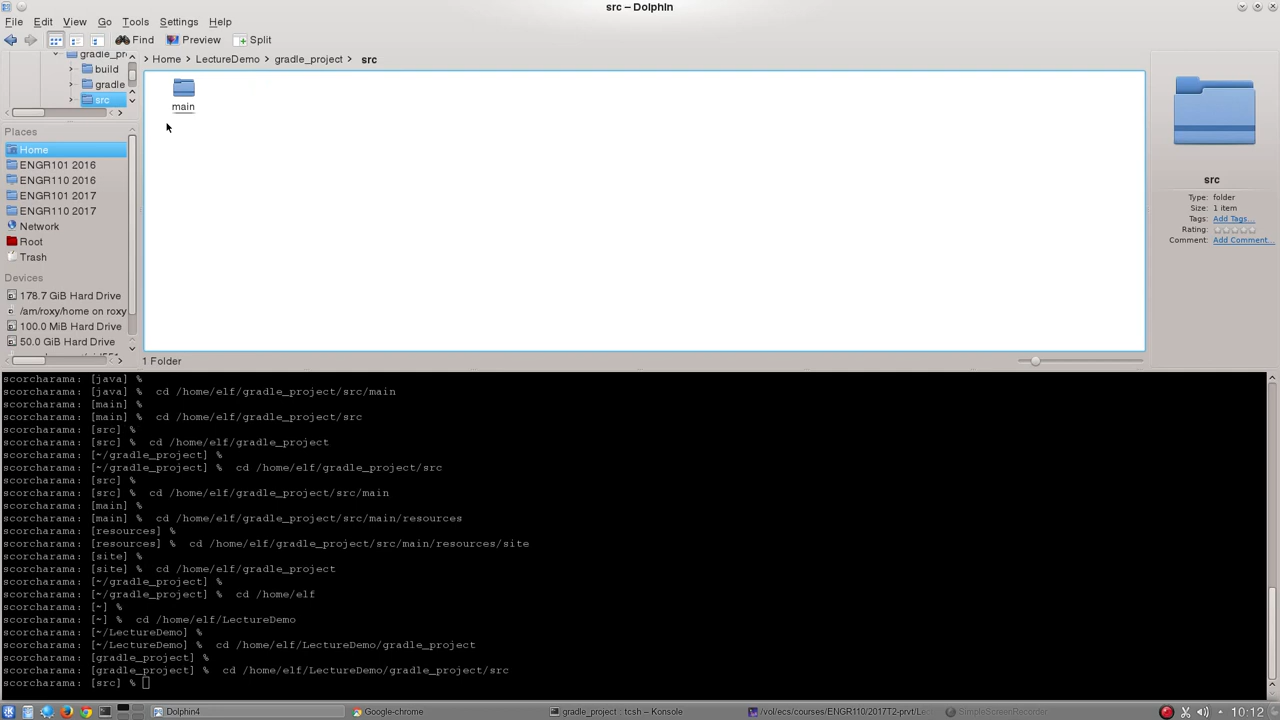 src – Dolphin
File Edit View Go Tools Settings Help
Find Preview Split
gradle_pr
build
gradle
src
Home LectureDemo gradle_project src
main
Places
Home
ENGR101 2016
ENGR110 2016
ENGR101 2017
ENGR110 2017
Network
Root
Trash
Devices
178.7 GiB Hard Drive
/am/roxy/home on roxy
100.0 MiB Hard Drive
50.0 GiB Hard Drive
src
Type: folder
Size: 1 item
Tags: Add Tags...
Rating:
Comment: Add Comment...
1 Folder
scorcharama: [java] %
scorcharama: [java] % cd /home/elf/gradle_project/src/main
scorcharama: [main] %
scorcharama: [main] % cd /home/elf/gradle_project/src
scorcharama: [src] %
scorcharama: [src] % cd /home/elf/gradle_project
scorcharama: [~/gradle_project] %
scorcharama: [~/gradle_project] % cd /home/elf/gradle_project/src
scorcharama: [src] %
scorcharama: [src] % cd /home/elf/gradle_project/src/main
scorcharama: [main] %
scorcharama: [main] % cd /home/elf/gradle_project/src/main/resources
scorcharama: [resources] %
scorcharama: [resources] % cd /home/elf/gradle_project/src/main/resources/site
scorcharama: [site] %
scorcharama: [site] % cd /home/elf/gradle_project
scorcharama: [~/gradle_project] %
scorcharama: [~/gradle_project] % cd /home/elf
scorcharama: [~] %
scorcharama: [~] % cd /home/elf/LectureDemo
scorcharama: [~/LectureDemo] %
scorcharama: [~/LectureDemo] % cd /home/elf/LectureDemo/gradle_project
scorcharama: [gradle_project] %
scorcharama: [gradle_project] % cd /home/elf/LectureDemo/gradle_project/src
scorcharama: [src] %
Dolphin4 Google-chrome gradle_project : tcsh – Konsole /vol/ecs/courses/ENGR110/2017T2-prvt/Le SimpleScreenRecorder 10:12